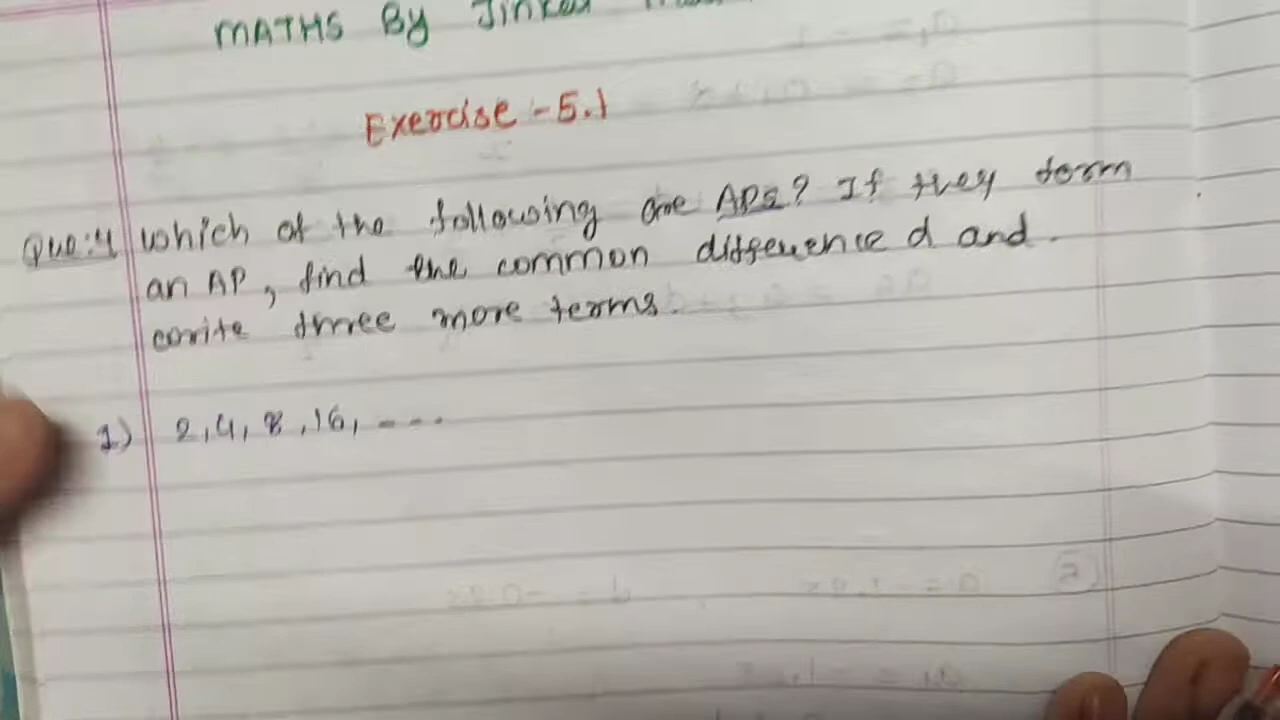 MATHS By Jinkal
Exercise - 5.1
Que:4 which of the following are APs? If they form
an AP, find the common difference d and
write three more terms.
1) 2,4, 8 ,16, ----